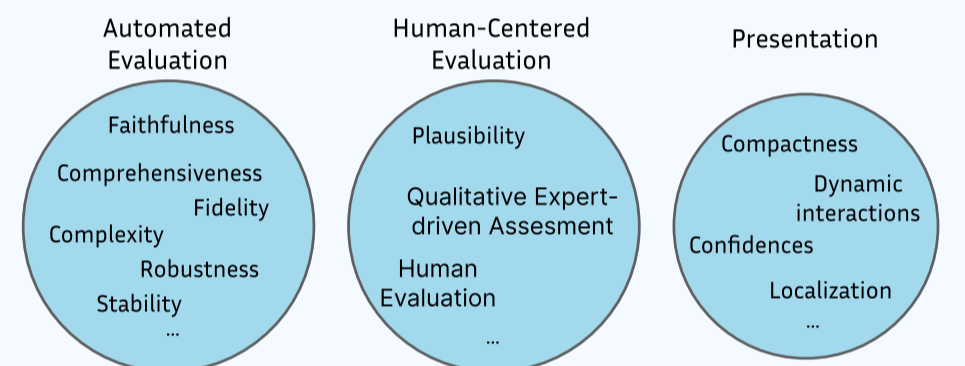 Automated
Evaluation
Faithfulness
Comprehensiveness
Fidelity
Complexity
Robustness
Stability
...
Human-Centered
Evaluation
Plausibility
Qualitative Expert-
driven Assesment
Human
Evaluation
...
Presentation
Compactness
Dynamic
interactions
Confidences
Localization
...